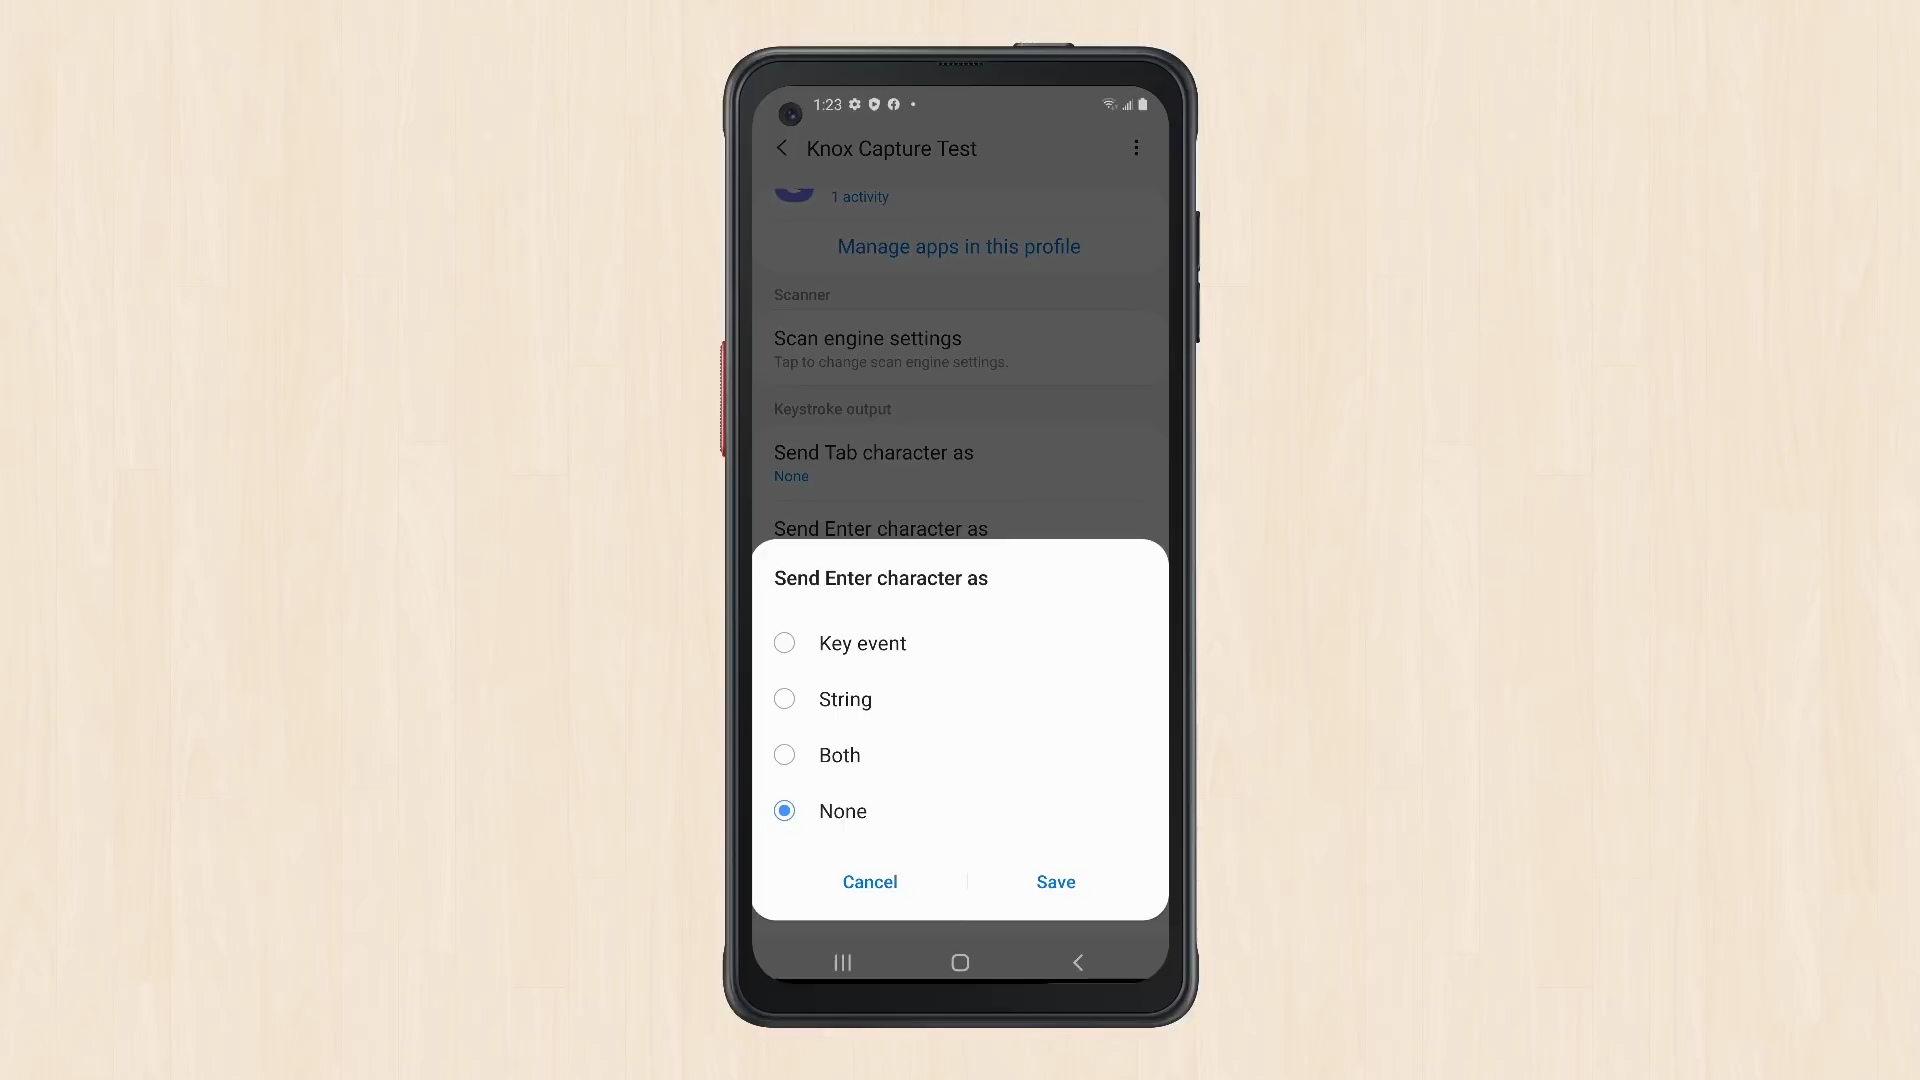 1:23
Knox Capture Test
1 activity
Manage apps in this profile
Scanner
Scan engine settings
Tap to change scan engine settings.
Keystroke output
Send Tab character as
None
Send Enter character as
Send Enter character as
Key event
String
Both
None
Cancel
Save